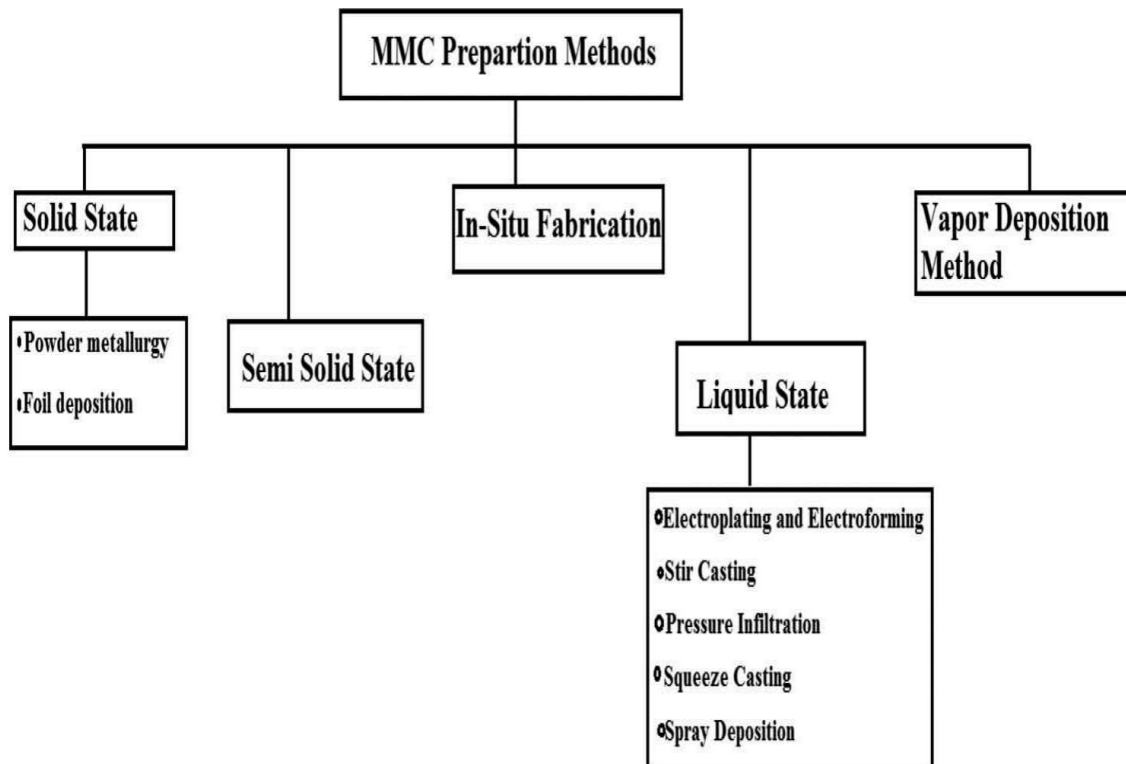 MMC Prepartion Methods
Solid State
In-Situ Fabrication
Vapor Deposition
Method
•Powder metallurgy
•Foil deposition
Semi Solid State
Liquid State
Electroplating and Electroforming
Stir Casting
Pressure Infiltration
Squeeze Casting
Spray Deposition